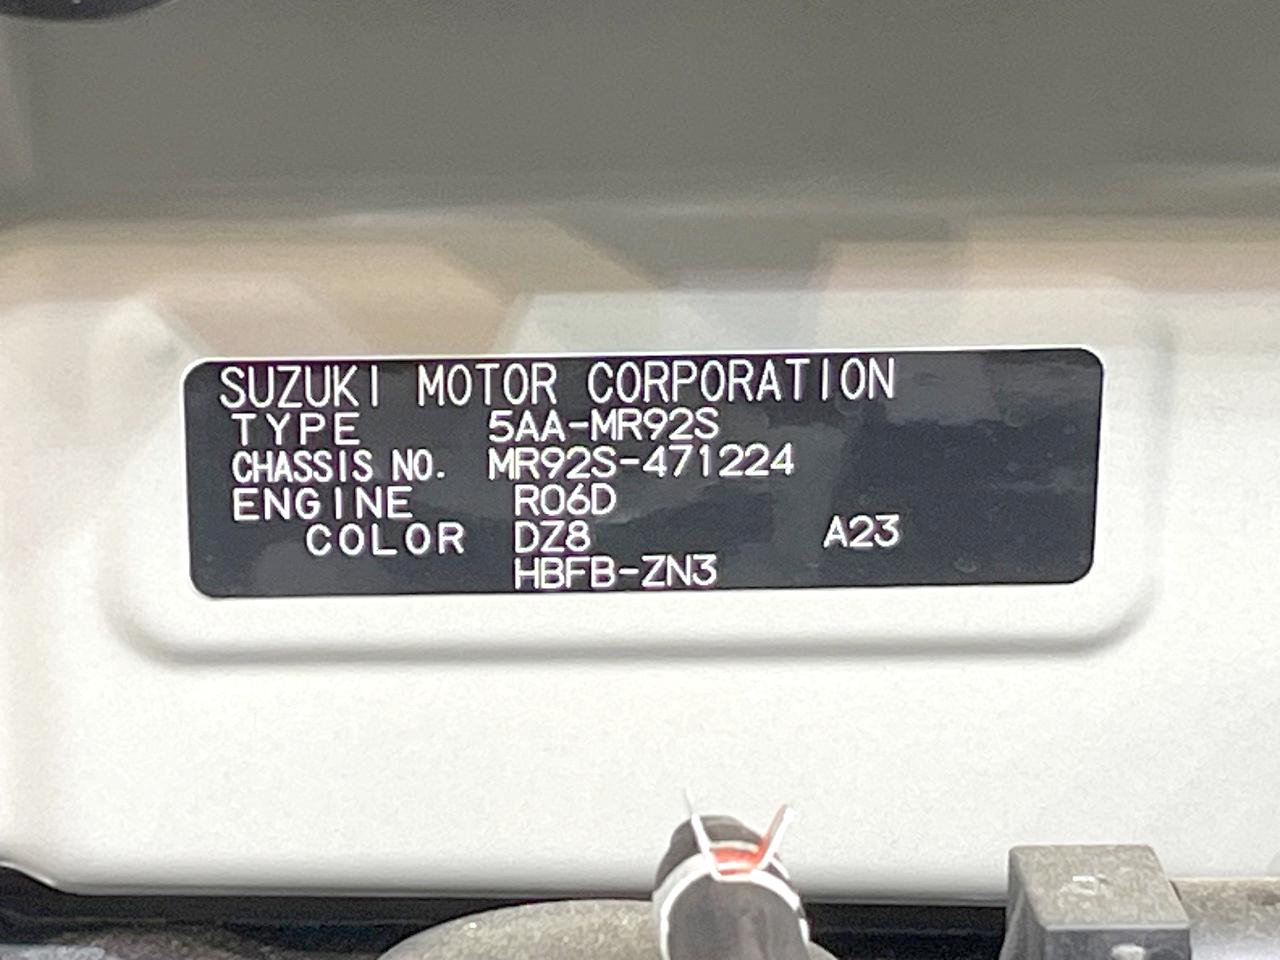 SUZUKI MOTOR CORPORATION
TYPE 5AA-MR92S
CHASSIS NO. MR92S-471224
ENGINE R06D
COLOR DZ8 A23
HBFB-ZN3